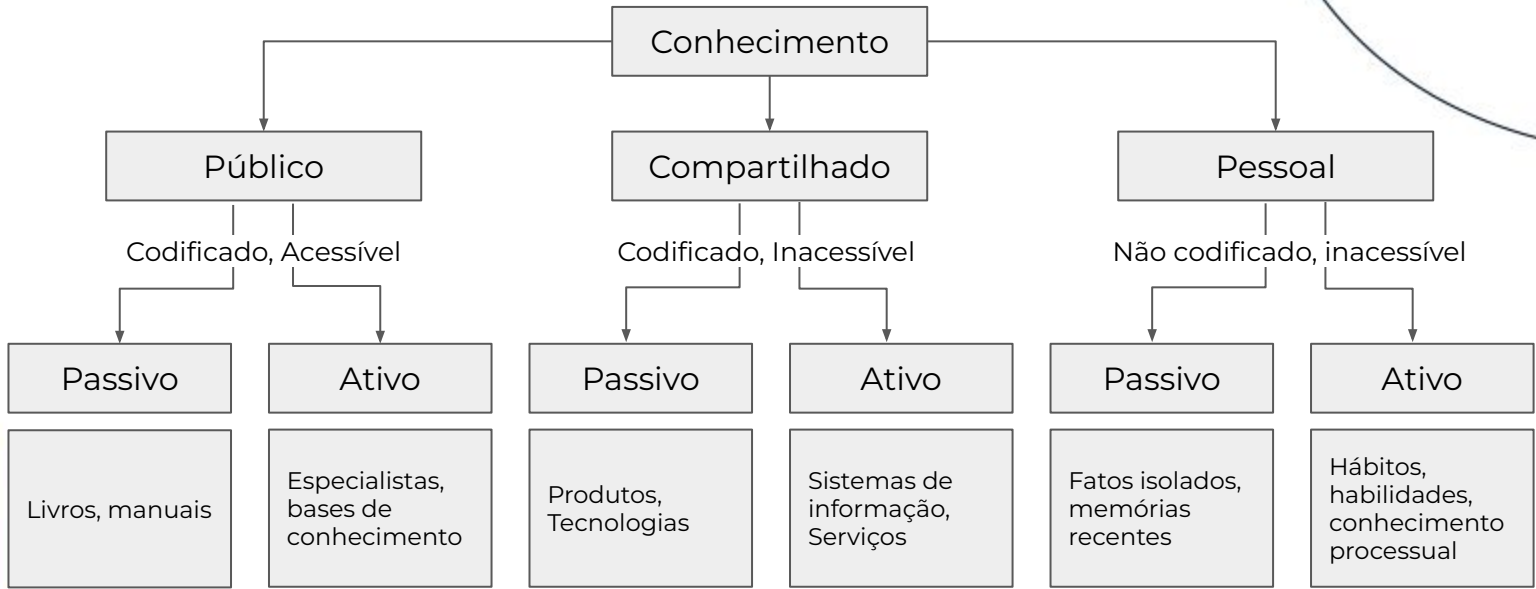 Conhecimento
Público
Compartilhado
Pessoal
Codificado, Acessível
Codificado, Inacessível
Não codificado, inacessível
Passivo
Ativo
Passivo
Ativo
Passivo
Ativo
Livros, manuais
Especialistas,
bases de
conhecimento
Produtos,
Tecnologias
Sistemas de
informação,
Serviços
Fatos isolados,
memórias
recentes
Hábitos,
habilidades,
conhecimento
processual